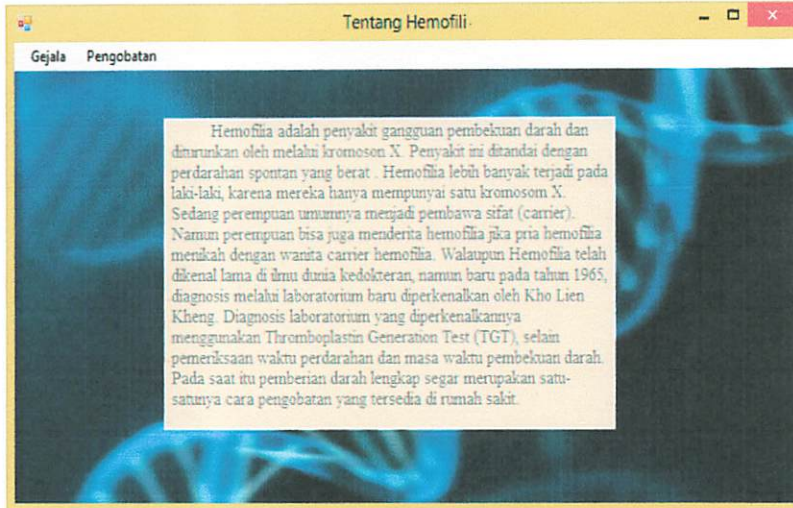 Tentang Hemofili
Gejala Pengobatan
Hemofilia adalah penyakit gangguan pembekuan darah dan
diturunkan oleh melalui kromoson X. Penyakit ini ditandai dengan
perdarahan spontan yang berat . Hemofilia lebih banyak terjadi pada
laki-laki, karena mereka hanya mempunyai satu kromosom X.
Sedang perempuan umumnya menjadi pembawa sifat (carrier).
Namun perempuan bisa juga menderita hemofilia jika pria hemofilia
menikah dengan wanita carrier hemofilia. Walaupun Hemofilia telah
dikenal lama di ilmu dunia kedokteran, namun baru pada tahun 1965,
diagnosis melalui laboratorium baru diperkenalkan oleh Kho Lien
Kheng. Diagnosis laboratorium yang diperkenalkannya
menggunakan Thromboplastin Generation Test (TGT), selain
pemeriksaan waktu perdarahan dan masa waktu pembekuan darah.
Pada saat itu pemberian darah lengkap segar merupakan satu-
satunya cara pengobatan yang tersedia di rumah sakit.